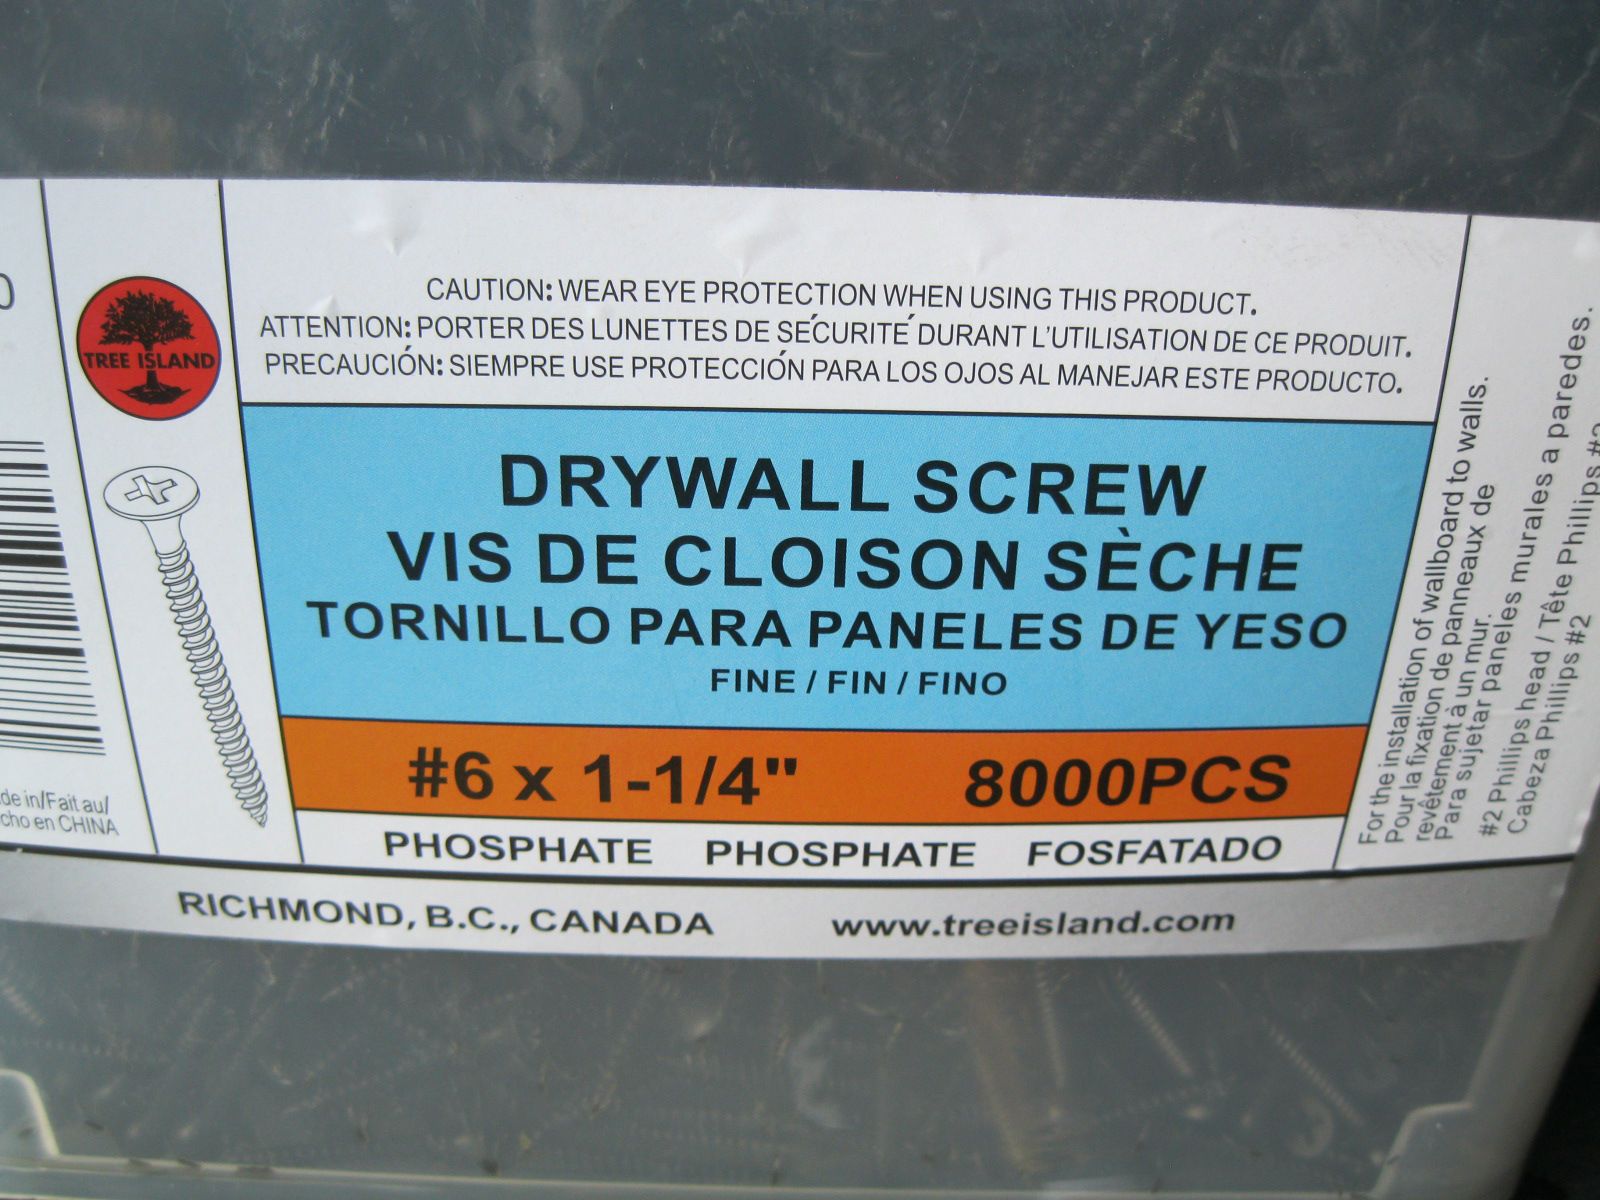 TREE ISLAND
CAUTION: WEAR EYE PROTECTION WHEN USING THIS PRODUCT.
ATTENTION: PORTER DES LUNETTES DE SÉCURITÉ DURANT L'UTILISATION DE CE PRODUIT.
PRECAUCIÓN: SIEMPRE USE PROTECCIÓN PARA LOS OJOS AL MANEJAR ESTE PRODUCTO.
DRYWALL SCREW
VIS DE CLOISON SÈCHE
TORNILLO PARA PANELES DE YESO
FINE / FIN / FINO
#6 x 1-1/4" 8000PCS
PHOSPHATE PHOSPHATE FOSFATADO
RICHMOND, B.C., CANADA www.treeisland.com
in/Fait au/
en CHINA
For the installation of wallboard to walls.
Pour la fixation de panneaux de
revêtement à un mur.
Para sujetar paneles murales a paredes.
#2 Phillips head / Tête Phillips #2
Cabeza Phillips #2